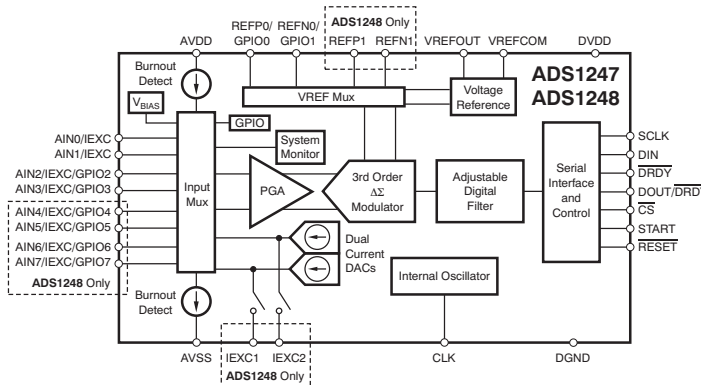 REFP0/ REFN0/ ADS1248 Only
GPIO0 GPIO1 REFP1 REFN1
AVDD VREFOUT VREFCOM DVDD
Burnout
Detect
VBIAS
VREF Mux
Voltage
Reference
ADS1247
ADS1248
GPIO
System
Monitor
AIN0/IEXC
AIN1/IEXC
AIN2/IEXC/GPIO2
AIN3/IEXC/GPIO3
AIN4/IEXC/GPIO4
AIN5/IEXC/GPIO5
AIN6/IEXC/GPIO6
AIN7/IEXC/GPIO7
ADS1248 Only
Input
Mux
PGA
3rd Order
ΔΣ
Modulator
Adjustable
Digital
Filter
Serial
Interface
and
Control
SCLK
DIN
DRDY
DOUT/DRD
CS
START
RESET
Dual
Current
DACs
Internal Oscillator
Burnout
Detect
AVSS IEXC1 IEXC2 CLK DGND
ADS1248 Only